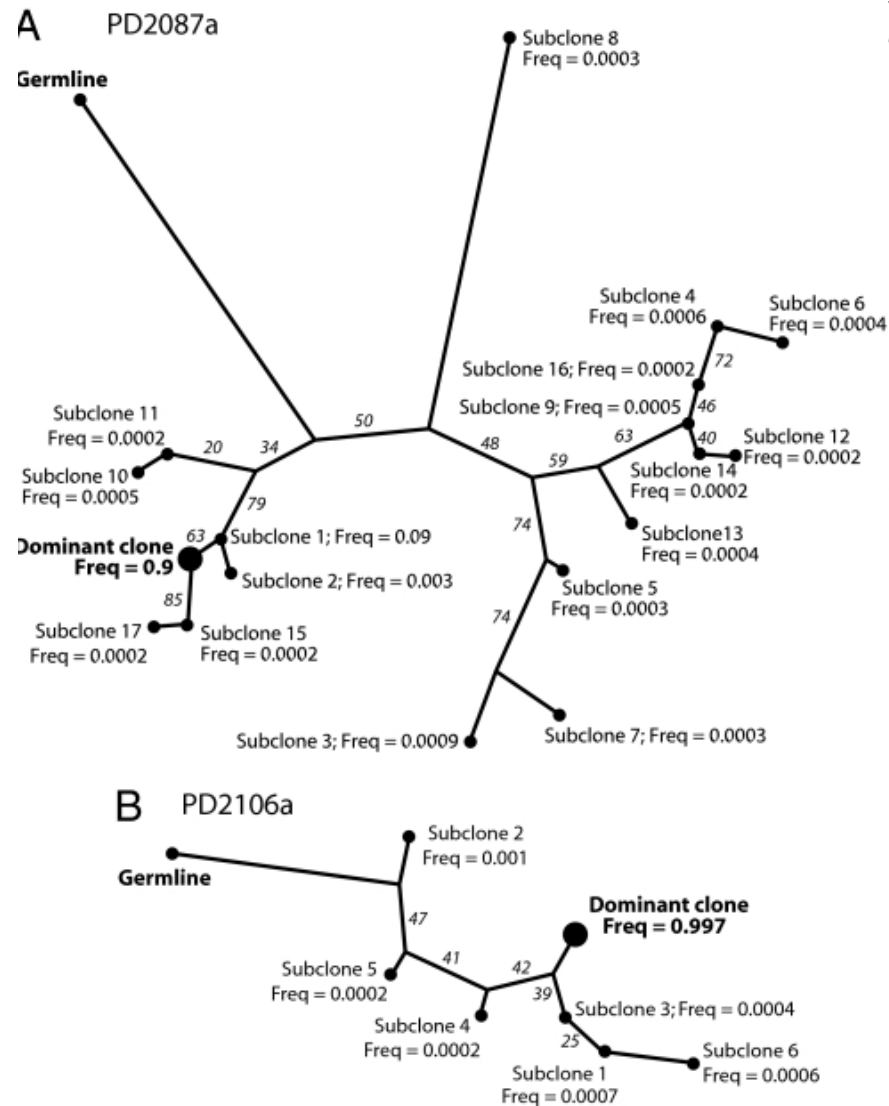 A PD2087a
Subclone 8
Freq = 0.0003
Germline
Subclone 4
Freq = 0.0006
Subclone 6
Freq = 0.0004
72
Subclone 16; Freq = 0.0002
Subclone 9; Freq = 0.0005
46
50
Subclone 11
Freq = 0.0002
20
34
48
59
63
40
Subclone 12
Freq = 0.0002
Subclone 10
Freq = 0.0005
Subclone 14
Freq = 0.0002
79
74
Subclone13
Freq = 0.0004
63
Subclone 1; Freq = 0.09
Dominant clone
Freq = 0.9
Subclone 2; Freq = 0.003
Subclone 5
Freq = 0.0003
85
74
Subclone 17
Freq = 0.0002
Subclone 15
Freq = 0.0002
Subclone 3; Freq = 0.0009
Subclone 7; Freq = 0.0003
B PD2106a
Subclone 2
Freq = 0.001
Germline
Dominant clone
Freq = 0.997
47
41
42
39
Subclone 5
Freq = 0.0002
Subclone 3; Freq = 0.0004
Subclone 4
Freq = 0.0002
25
Subclone 6
Freq = 0.0006
Subclone 1
Freq = 0.0007